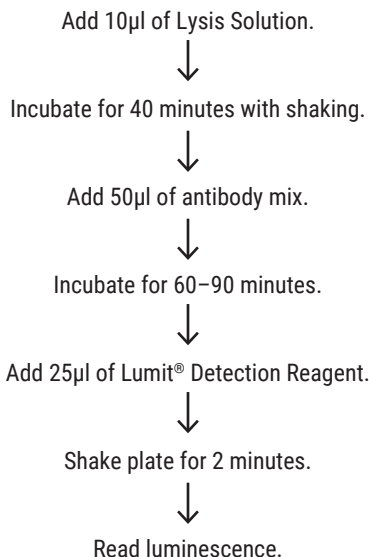 Add 10µl of Lysis Solution.
Incubate for 40 minutes with shaking.
Add 50µl of antibody mix.
Incubate for 60–90 minutes.
Add 25µl of Lumit® Detection Reagent.
Shake plate for 2 minutes.
Read luminescence.